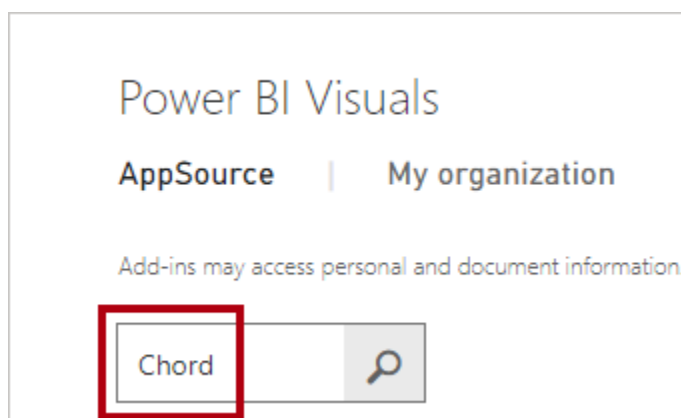 Power BI Visuals
AppSource | My organization
Add-ins may access personal and document information.
Chord